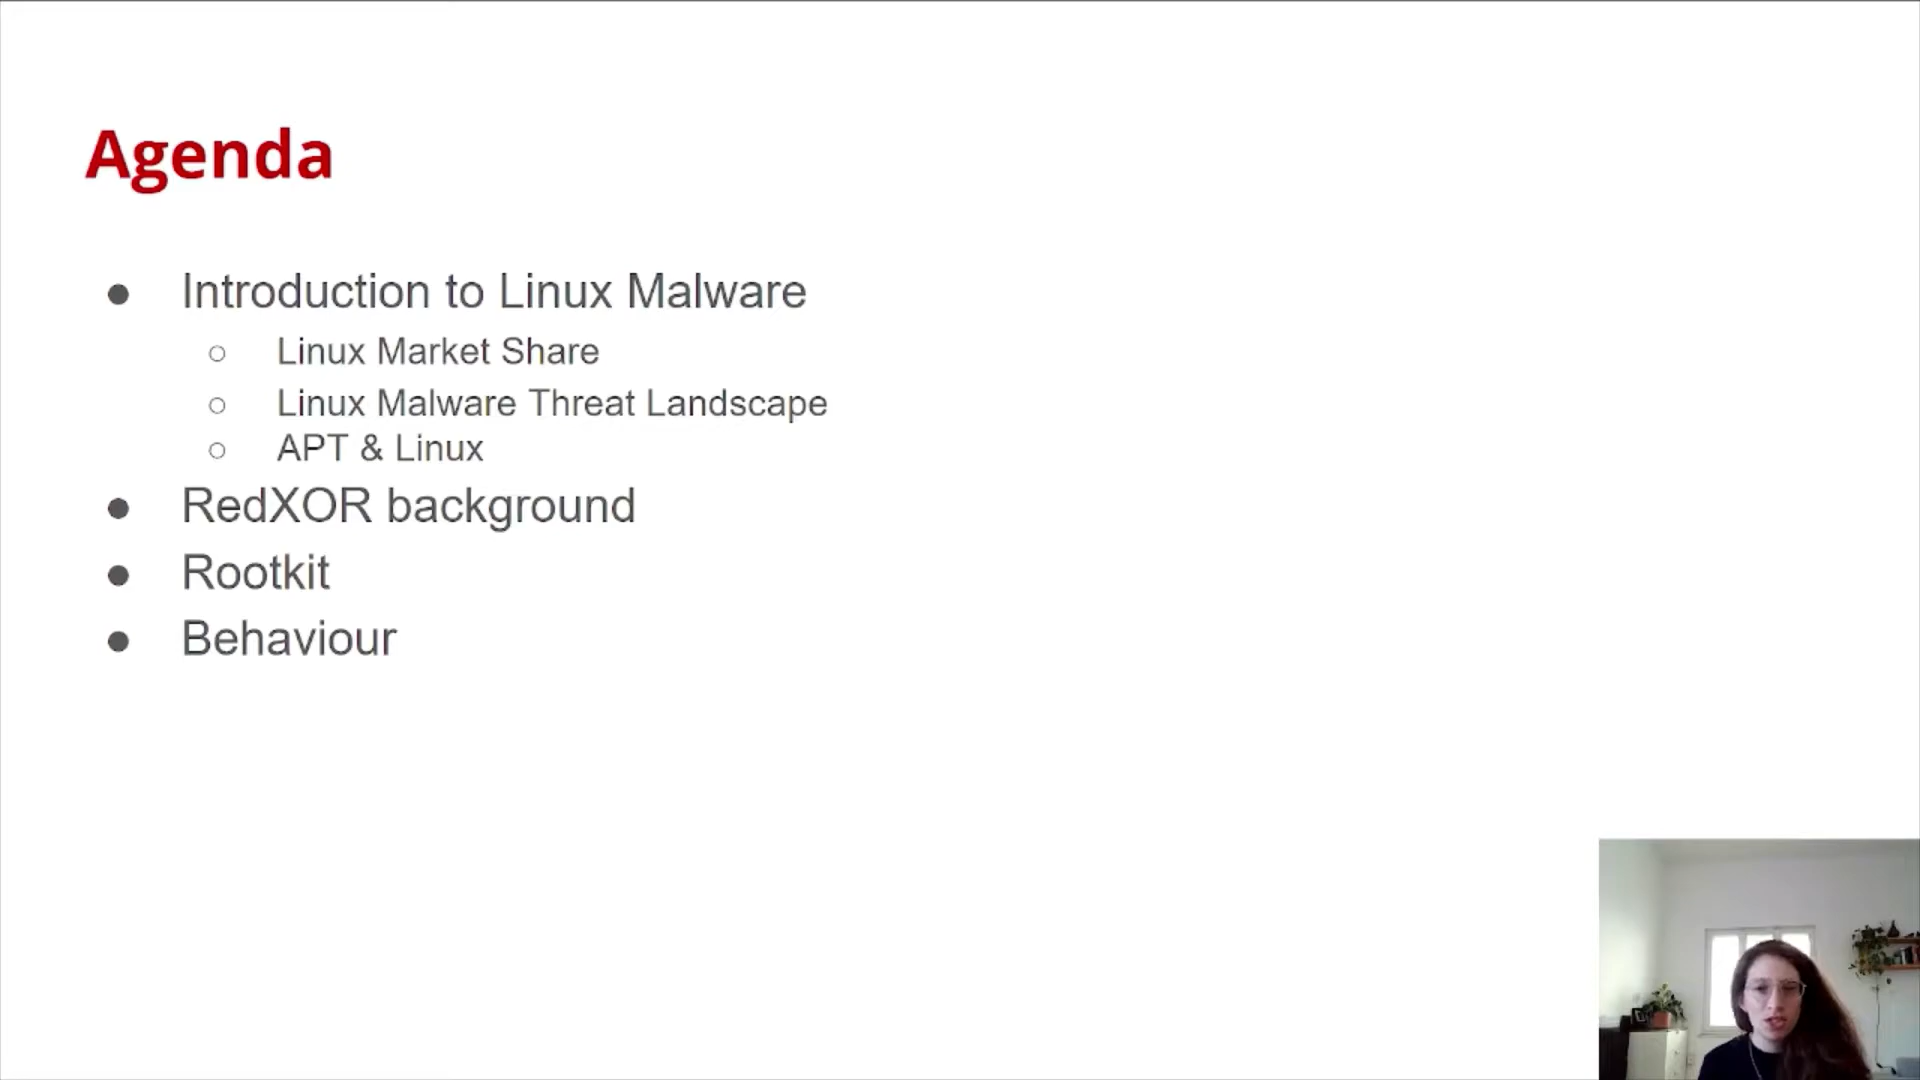 Agenda
● Introduction to Linux Malware
○ Linux Market Share
○ Linux Malware Threat Landscape
○ APT & Linux
● RedXOR background
● Rootkit
● Behaviour